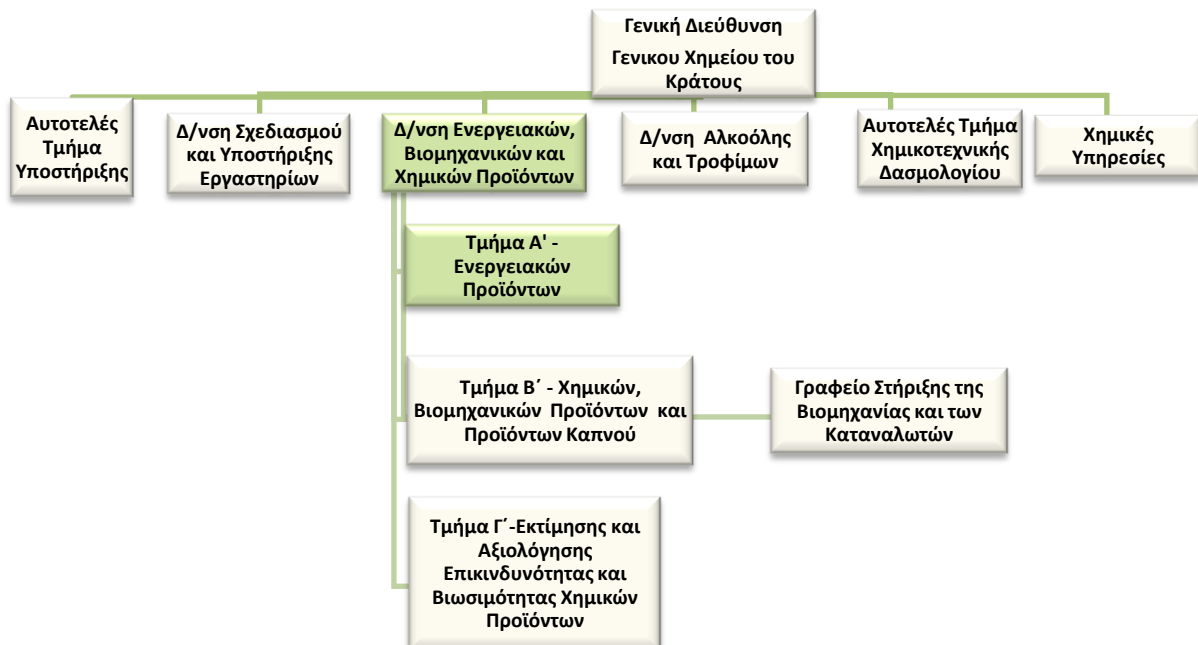 Γενική Διεύθυνση
Γενικου Χημείου του
Κράτους
Αυτοτελές
Τμήμα
Υποστήριξης
Δ/νση Σχεδιασμού
και Υποστήριξης
Εργαστηρίων
Δ/νση Ενεργειακών,
Βιομηχανικών και
Χημικών Προϊόντων
Δ/νση Αλκοόλης
και Τροφίμων
Αυτοτελές Τμήμα
Χημικοτεχνικής
Δασμολογίου
Χημικές
Υπηρεσίες
Τμήμα Α' -
Ενεργειακών
Προϊόντων
Τμήμα Β΄ - Χημικών,
Βιομηχανικών Προϊόντων και
Προϊόντων Καπνού
Γραφείο Στήριξης της
Βιομηχανίας και των
Καταναλωτών
Τμήμα Γ΄-Εκτίμησης και
Αξιολόγησης
Επικινδυνότητας και
Βιωσιμότητας Χημικών
Προϊόντων